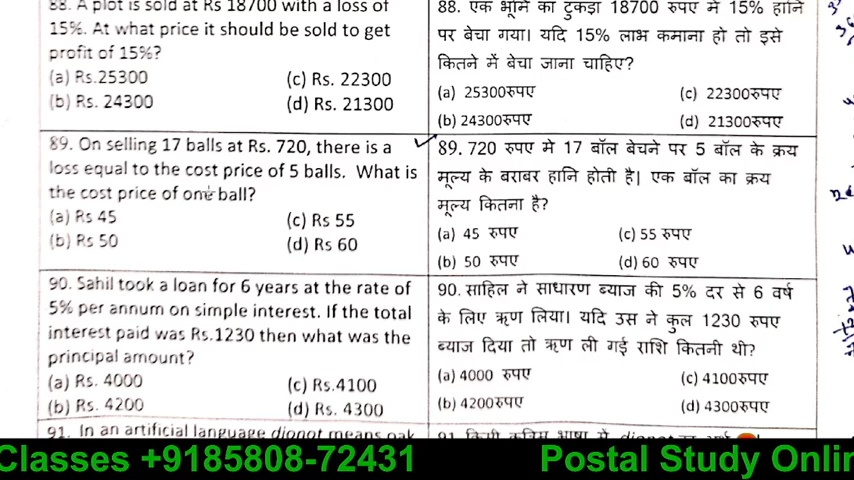 88. A plot is sold at Rs 18700 with a loss of
15%. At what price it should be sold to get
profit of 15%?
(a) Rs.25300 (c) Rs. 22300
(b) Rs. 24300 (d) Rs. 21300
88. एक भूमि का टुकड़ा 18700 रुपए में 15% हानि
पर बेचा गया। यदि 15% लाभ कमाना हो तो इसे
कितने में बेचा जाना चाहिए?
(a) 25300रुपए (c) 22300रुपए
(b) 24300रुपए (d) 21300रुपए
89. On selling 17 balls at Rs. 720, there is a
loss equal to the cost price of 5 balls. What is
the cost price of one ball?
(a) Rs 45 (c) Rs 55
(b) Rs 50 (d) Rs 60
89. 720 रुपए मे 17 बॉल बेचने पर 5 बॉल के क्रय
मूल्य के बराबर हानि होती है। एक बॉल का क्रय
मूल्य कितना है?
(a) 45 रुपए (c) 55 रुपए
(b) 50 रुपए (d) 60 रुपए
90. Sahil took a loan for 6 years at the rate of
5% per annum on simple interest. If the total
interest paid was Rs.1230 then what was the
principal amount?
(a) Rs. 4000 (c) Rs.4100
(b) Rs. 4200 (d) Rs. 4300
90. साहिल ने साधारण ब्याज की 5% दर से 6 वर्ष
के लिए ऋण लिया। यदि उस ने कुल 1230 रुपए
ब्याज दिया तो ऋण ली गई राशि कितनी थी?
(a) 4000 रुपए (c) 4100रुपए
(b) 4200रुपए (d) 4300रुपए
91. In an artificial language dionot means oak
91. किसी कृत्रिम भाषा में
Classes +9185808-72431 Postal Study Onlin